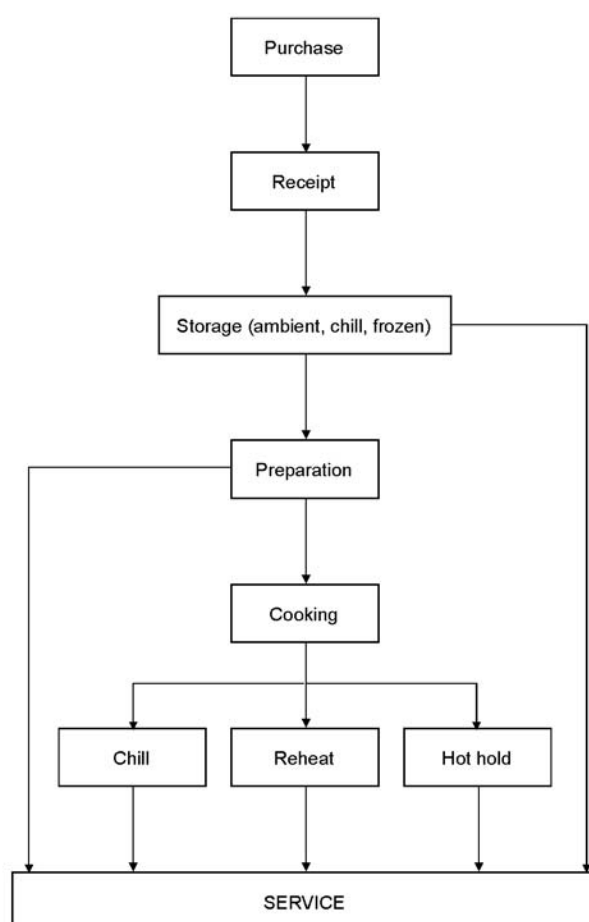 Purchase
Receipt
Storage (ambient, chill, frozen)
Preparation
Cooking
Chill
Reheat
Hot hold
SERVICE